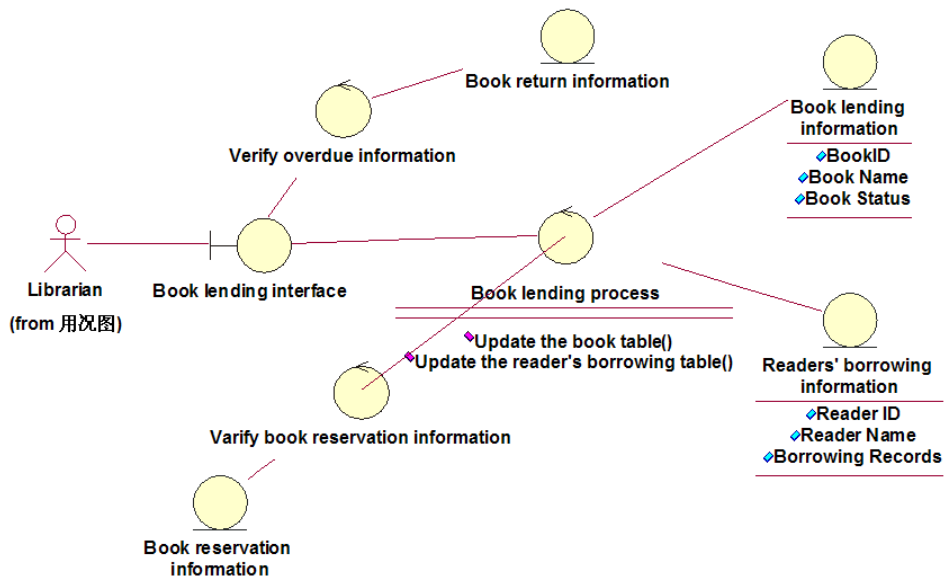 Book return information
Book lending
information
BookID
Book Name
Book Status
Verify overdue information
Librarian
(from 用况图)
Book lending interface
Book lending process
Update the book table()
Update the reader's borrowing table()
Readers' borrowing
information
Reader ID
Reader Name
Borrowing Records
Varify book reservation information
Book reservation
information